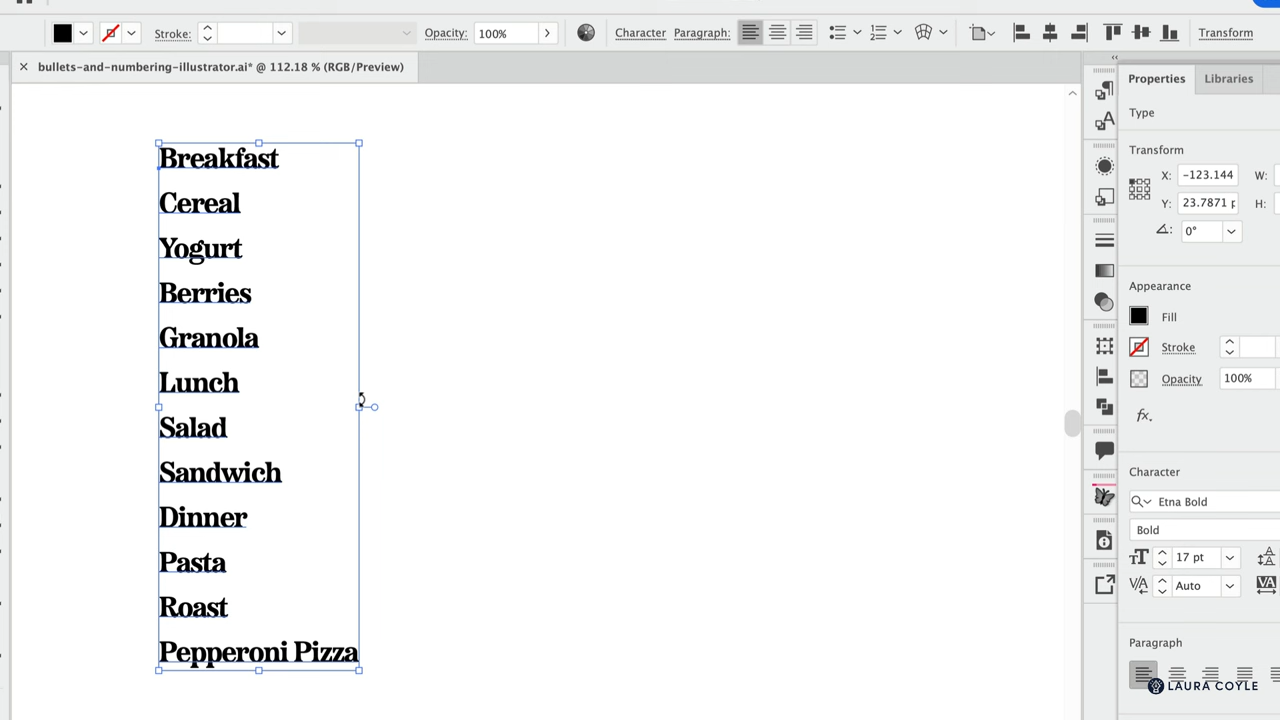 Stroke:
Opacity: 100%
Character Paragraph:
Transform
bullets-and-numbering-illustrator.ai* @ 112.18 % (RGB/Preview)
Properties Libraries
Type
Transform
X: -123.144 W:
Y: 23.7871 p H:
0°
Appearance
Fill
Stroke
Opacity 100%
fx.
Character
Etna Bold
Bold
17 pt
Auto
Paragraph
Breakfast
Cereal
Yogurt
Berries
Granola
Lunch
Salad
Sandwich
Dinner
Pasta
Roast
Pepperoni Pizza
LAURA COYLE